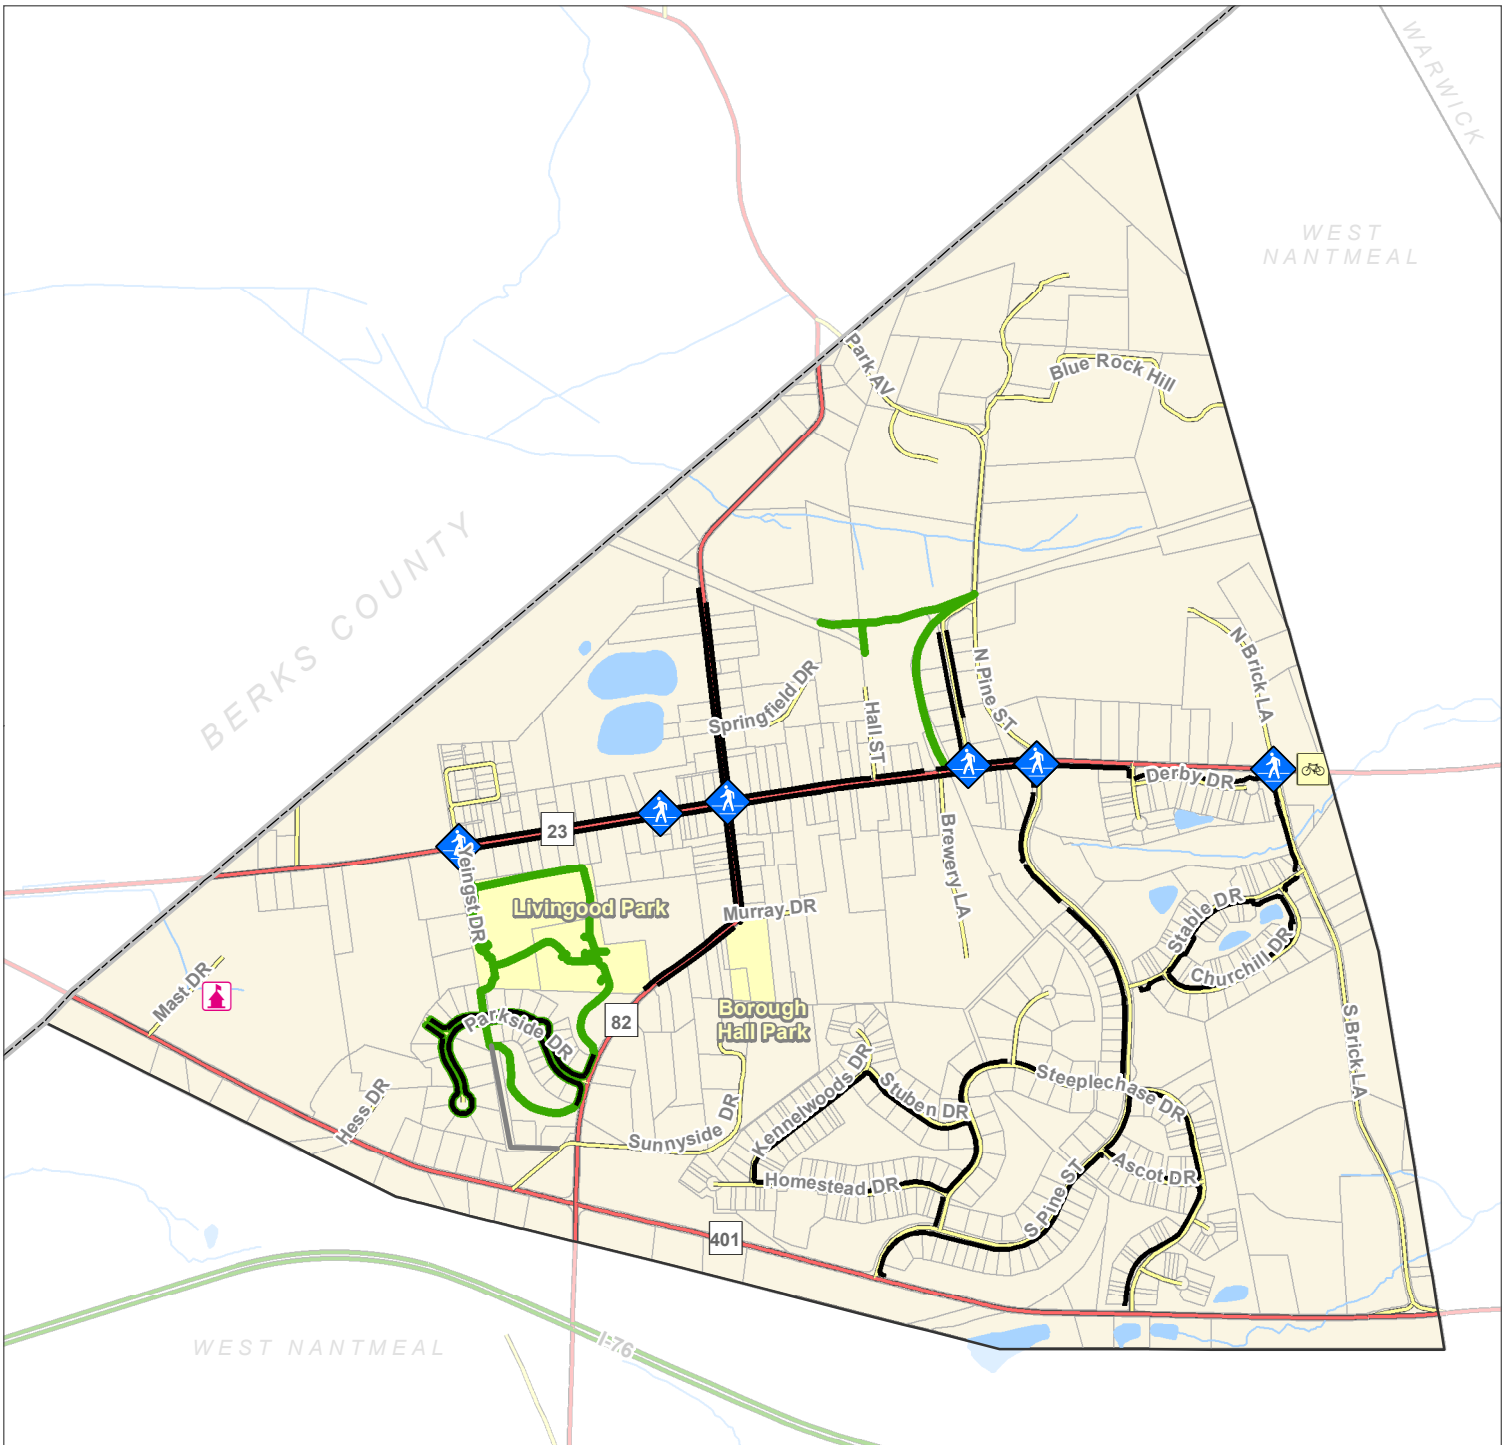 WARWICK
WEST
NANTMEAL
Park AV
Blue Rock Hill
BERKS COUNTY
N Brick LA
N Pine ST
Springfield DR
Hall ST
Derby DR
23
Yeingst DR
Brewery LA
Livingood Park
Murray DR
Stable DR
Churchill DR
Mast DR
Borough
Hall Park
82
Parkside DR
S Brick LA
Hess DR
Kennelwoods DR
Stuben DR
Steeplechase DR
Sunnyside DR
Ascot DR
Homestead DR
S Pine ST
401
WEST NANTMEAL
I-76